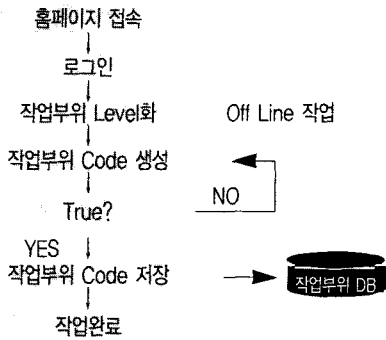 홈페이지 접속
로그인
작업부위 Level화 Off Line 작업
작업부위 Code 생성
NO
True?
YES
작업부위 Code 저장 작업부위 DB
작업완료